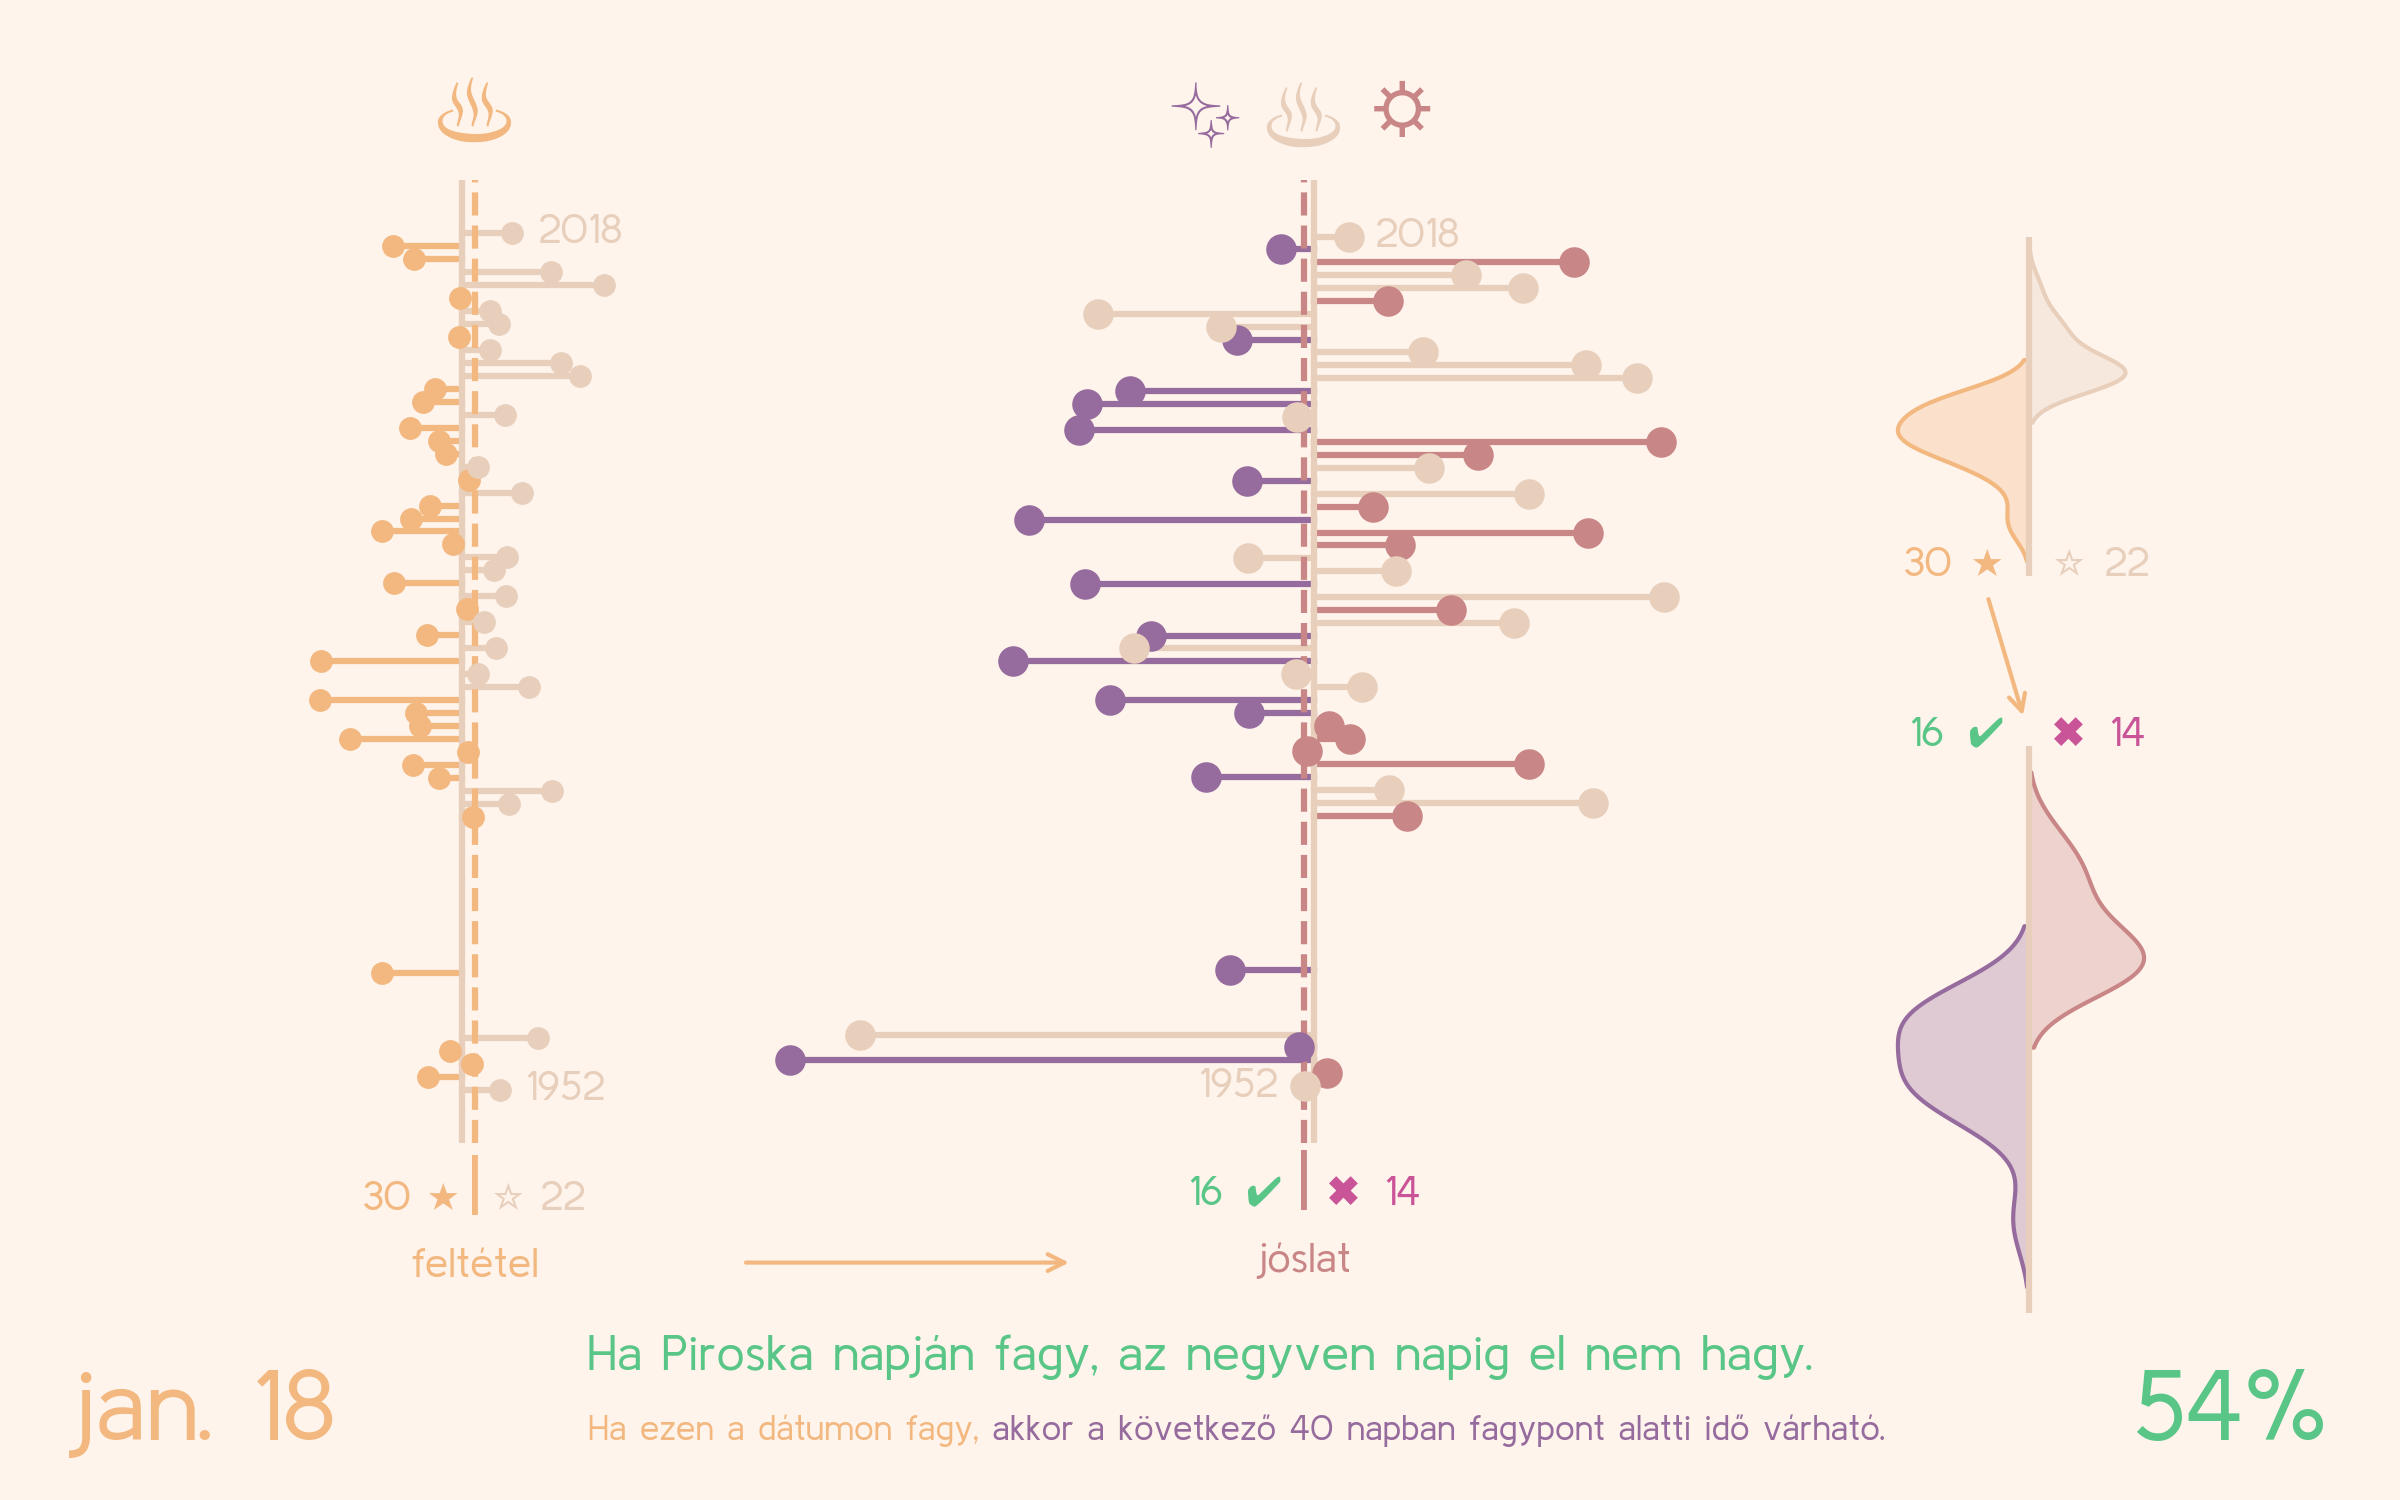 2018
2018
30 ★ ☆ 22
16 ✔ ✖ 14
1952
1952
30 ★ ☆ 22
16 ✔ ✖ 14
feltétel
jóslat
Ha Piroska napján fagy, az negyven napig el nem hagy.
jan. 18
54%
Ha ezen a dátumon fagy, akkor a következő 40 napban fagypont alatti idő várható.